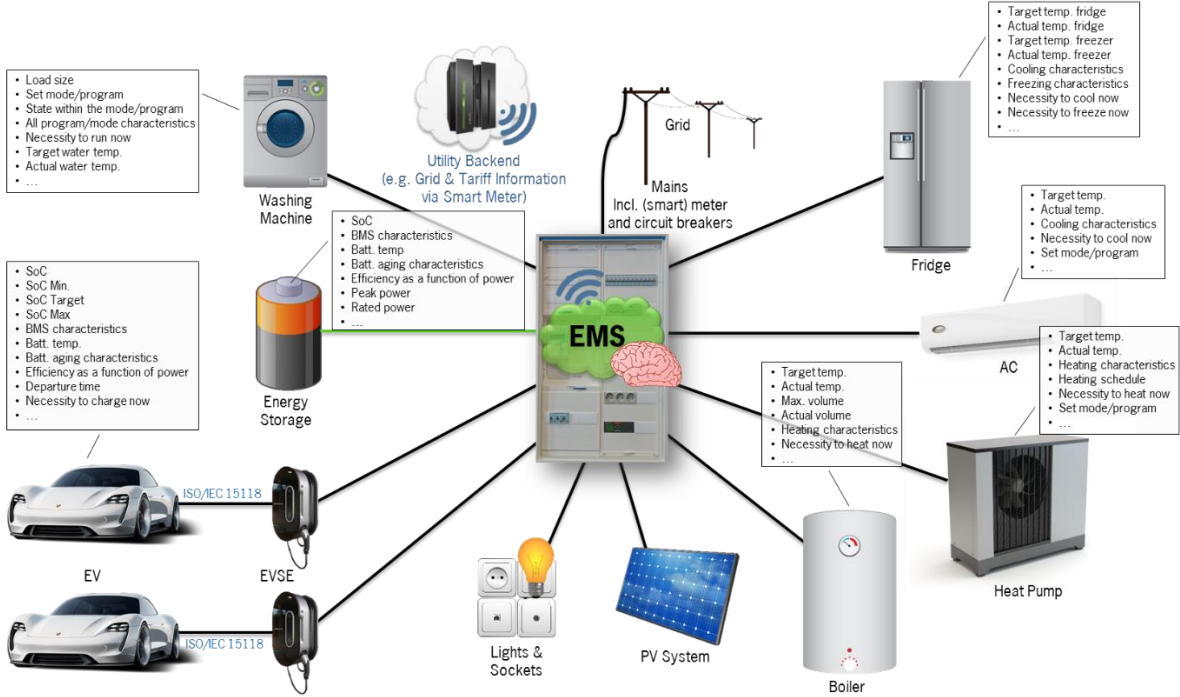 • Load size
• Set mode/program
• State within the mode/program
• All program/mode characteristics
• Necessity to run now
• Target water temp.
• Actual water temp.
• …
Washing
Machine
Utility Backend
(e.g. Grid & Tariff Information
via Smart Meter)
Grid
Mains
Incl. (smart) meter
and circuit breakers
• Target temp. fridge
• Actual temp. fridge
• Target temp. freezer
• Actual temp. freezer
• Cooling characteristics
• Freezing characteristics
• Necessity to cool now
• Necessity to freeze now
• …
Fridge
• SoC
• BMS characteristics
• Batt. temp
• Batt. aging characteristics
• Efficiency as a function of power
• Peak power
• Rated power
• …
Energy
Storage
EMS
• Target temp.
• Actual temp.
• Cooling characteristics
• Necessity to cool now
• Set mode/program
• …
AC
• SoC
• SoC Min.
• SoC Target
• SoC Max
• BMS characteristics
• Batt. temp.
• Batt. aging characteristics
• Efficiency as a function of power
• Departure time
• Necessity to charge now
• …
• Target temp.
• Actual temp.
• Max. volume
• Actual volume
• Heating characteristics
• Necessity to heat now
• …
• Target temp.
• Actual temp.
• Heating characteristics
• Heating schedule
• Necessity to heat now
• Set mode/program
• …
ISO/IEC 15118
EV
EVSE
ISO/IEC 15118
Lights &
Sockets
PV System
Boiler
Heat Pump